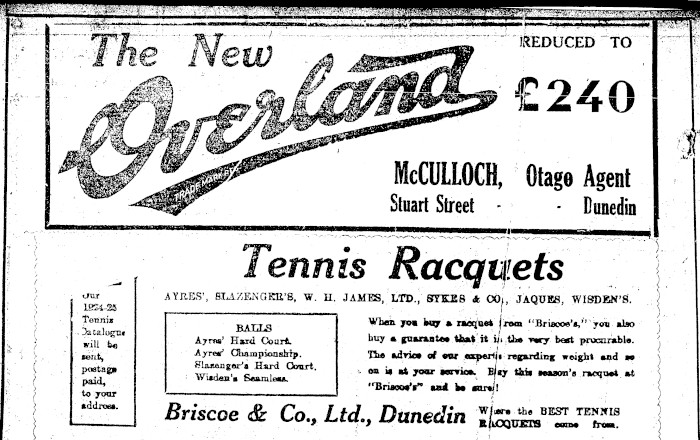 The New
REDUCED TO
Overland
TRADE MARK
£240
McCULLOCH, Otago Agent
Stuart Street - - Dunedin
Tennis Racquets
AYRES', SLAZENGER'S, W. H. JAMES, LTD., SYKES & CO., JAQUES, WISDEN'S.
Our
1924-25
Tennis
Catalogue
will be
sent,
postage
paid,
to your
address.
BALLS
Ayres' Hard Court.
Ayres' Championship.
Slazenger's Hard Court.
Wisden's Seamless.
When you buy a racquet from "Briscoe's," you also
buy a guarantee that it is the very best procurable.
The advice of our experts regarding weight and so
on is at your service. Buy this season's racquet at
"Briscoe's" and be sure!
Briscoe & Co., Ltd., Dunedin
Where the BEST TENNIS
RACQUETS come from.